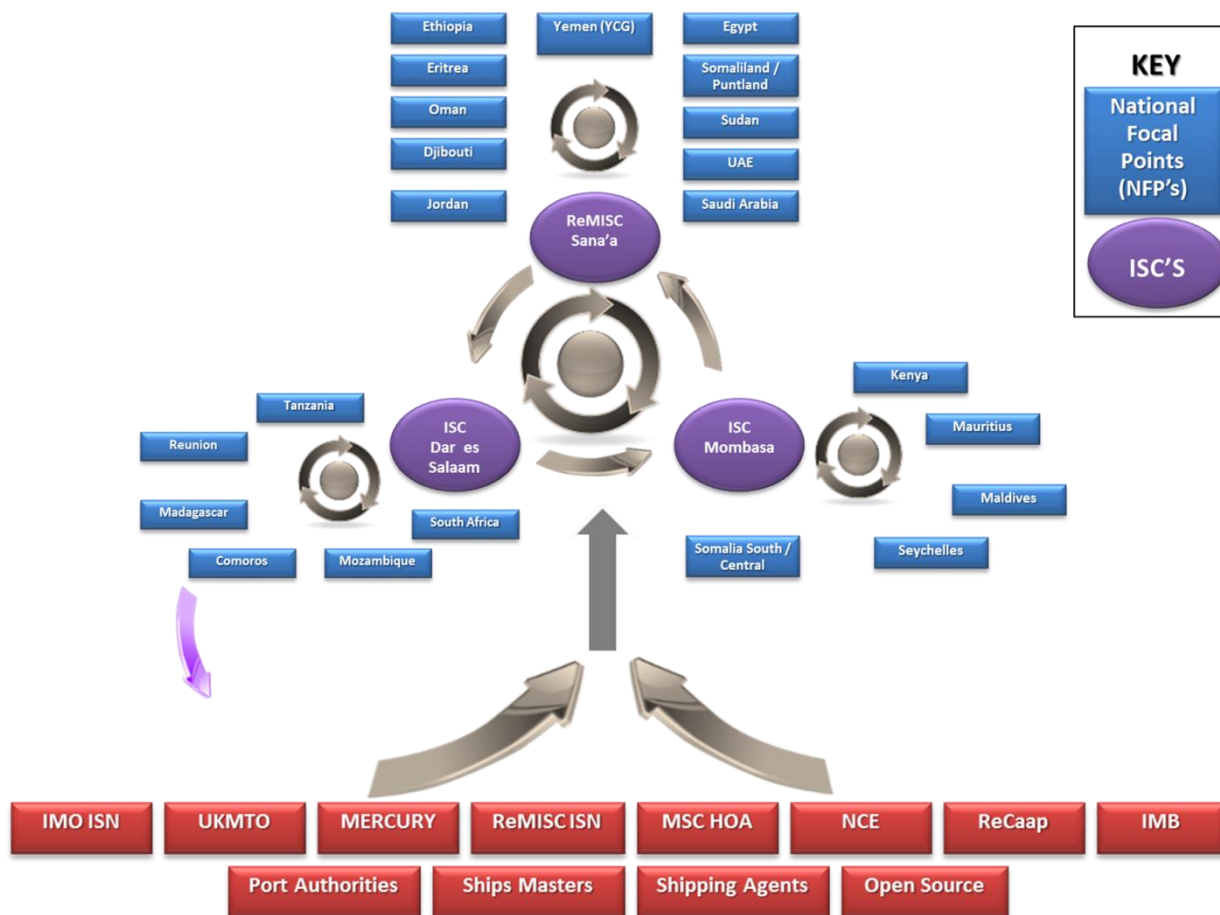 Ethiopia
Yemen (YCG)
Egypt
Eritrea
Somaliland /
Puntland
Oman
Sudan
Djibouti
UAE
Jordan
Saudi Arabia
ReMISC
Sana’a
KEY
National
Focal
Points
(NFP’s)
ISC’S
Kenya
Tanzania
Mauritius
Reunion
ISC
Dar es
Salaam
ISC
Mombasa
Maldives
Madagascar
South Africa
Comoros
Mozambique
Somalia South /
Central
Seychelles
IMO ISN
UKMTO
MERCURY
ReMISC ISN
MSC HOA
NCE
ReCaap
IMB
Port Authorities
Ships Masters
Shipping Agents
Open Source